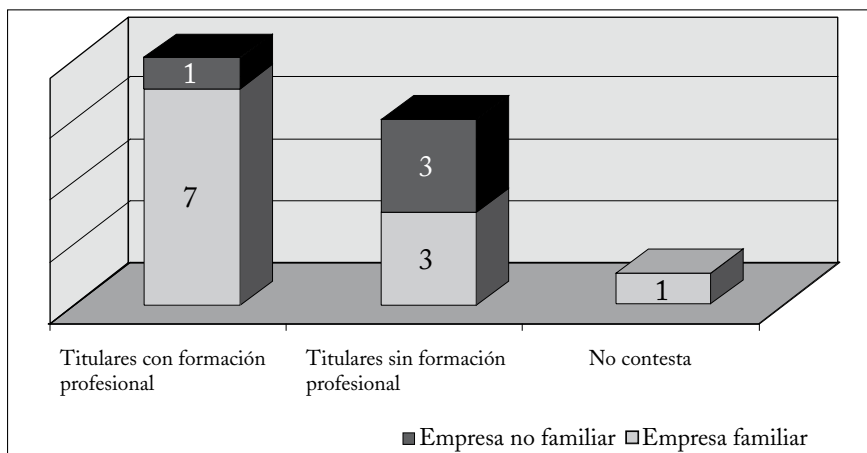 1
7
3
3
1
Titulares con formación
profesional
Titulares sin formación
profesional
No contesta
Empresa no familiar Empresa familiar